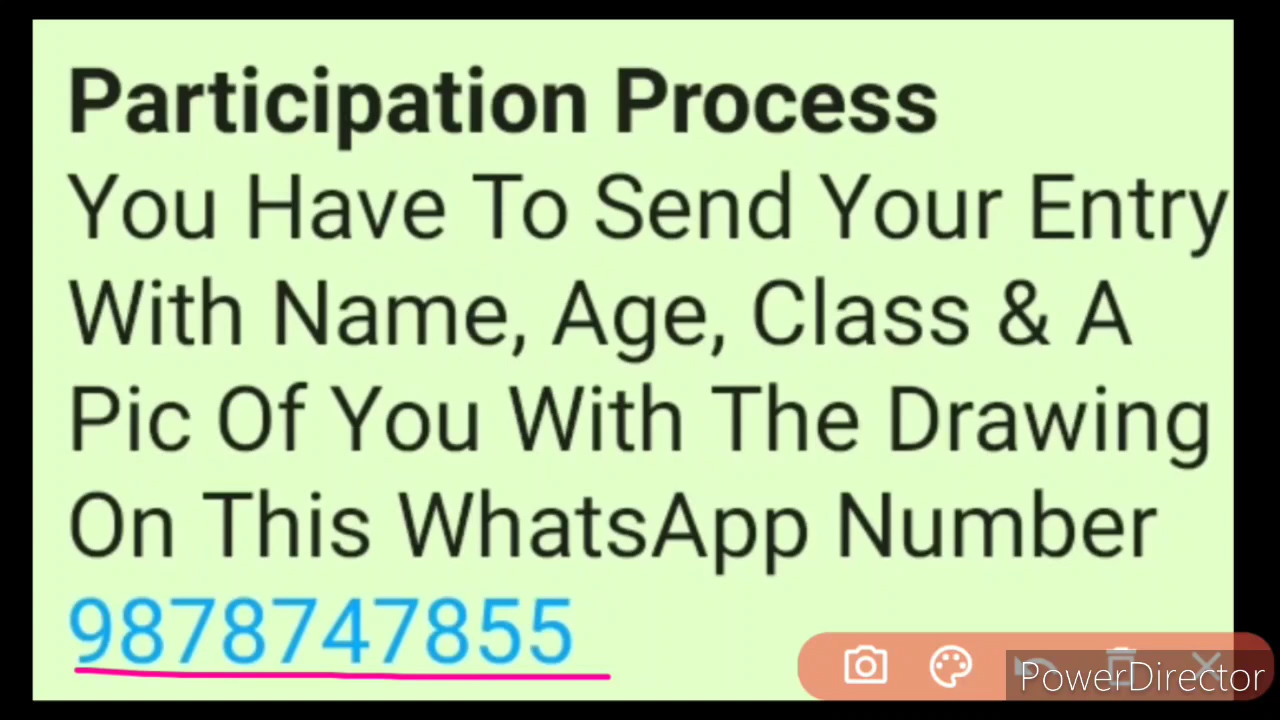 Participation Process
You Have To Send Your Entry
With Name, Age, Class & A
Pic Of You With The Drawing
On This WhatsApp Number
9878747855
PowerDirector